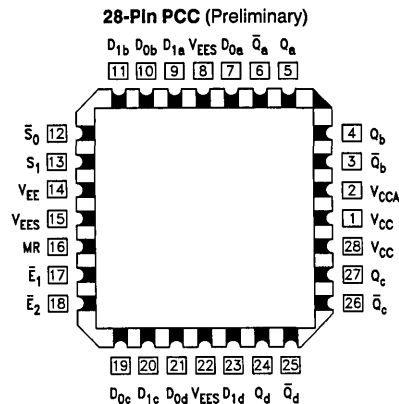 28-Pin PCC (Preliminary)
D1b D0b D1a VEES D0a Q̄a Qa
11 10 9 8 7 6 5
S̄0 12
4 Qb
S1 13
3 Q̄b
VEE 14
2 VCCA
VEES 15
1 VCC
MR 16
28 VCC
Ē1 17
27 Qc
Ē2 18
26 Q̄c
19 20 21 22 23 24 25
D0c D1c D0d VEES D1d Qd Q̄d